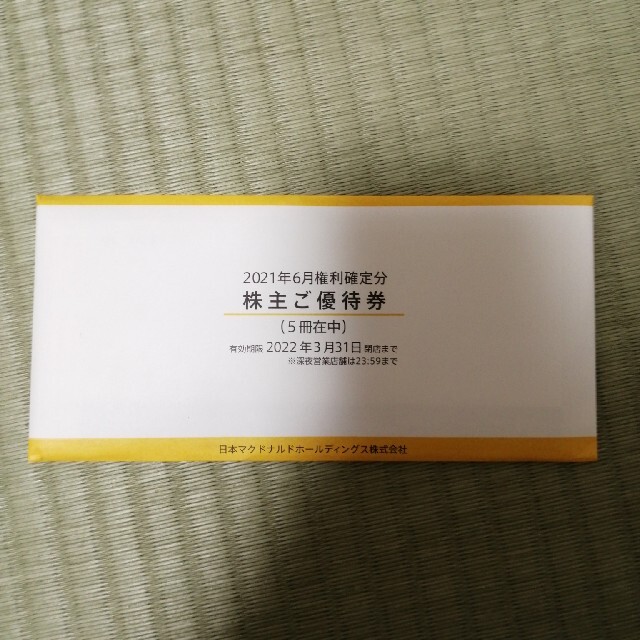 2021年6月権利確定分
株主ご優待券
(5冊在中)
有効期限 2022年3月31日 閉店まで
※深夜営業店舗は23:59まで
日本マクドナルドホールディングス株式会社